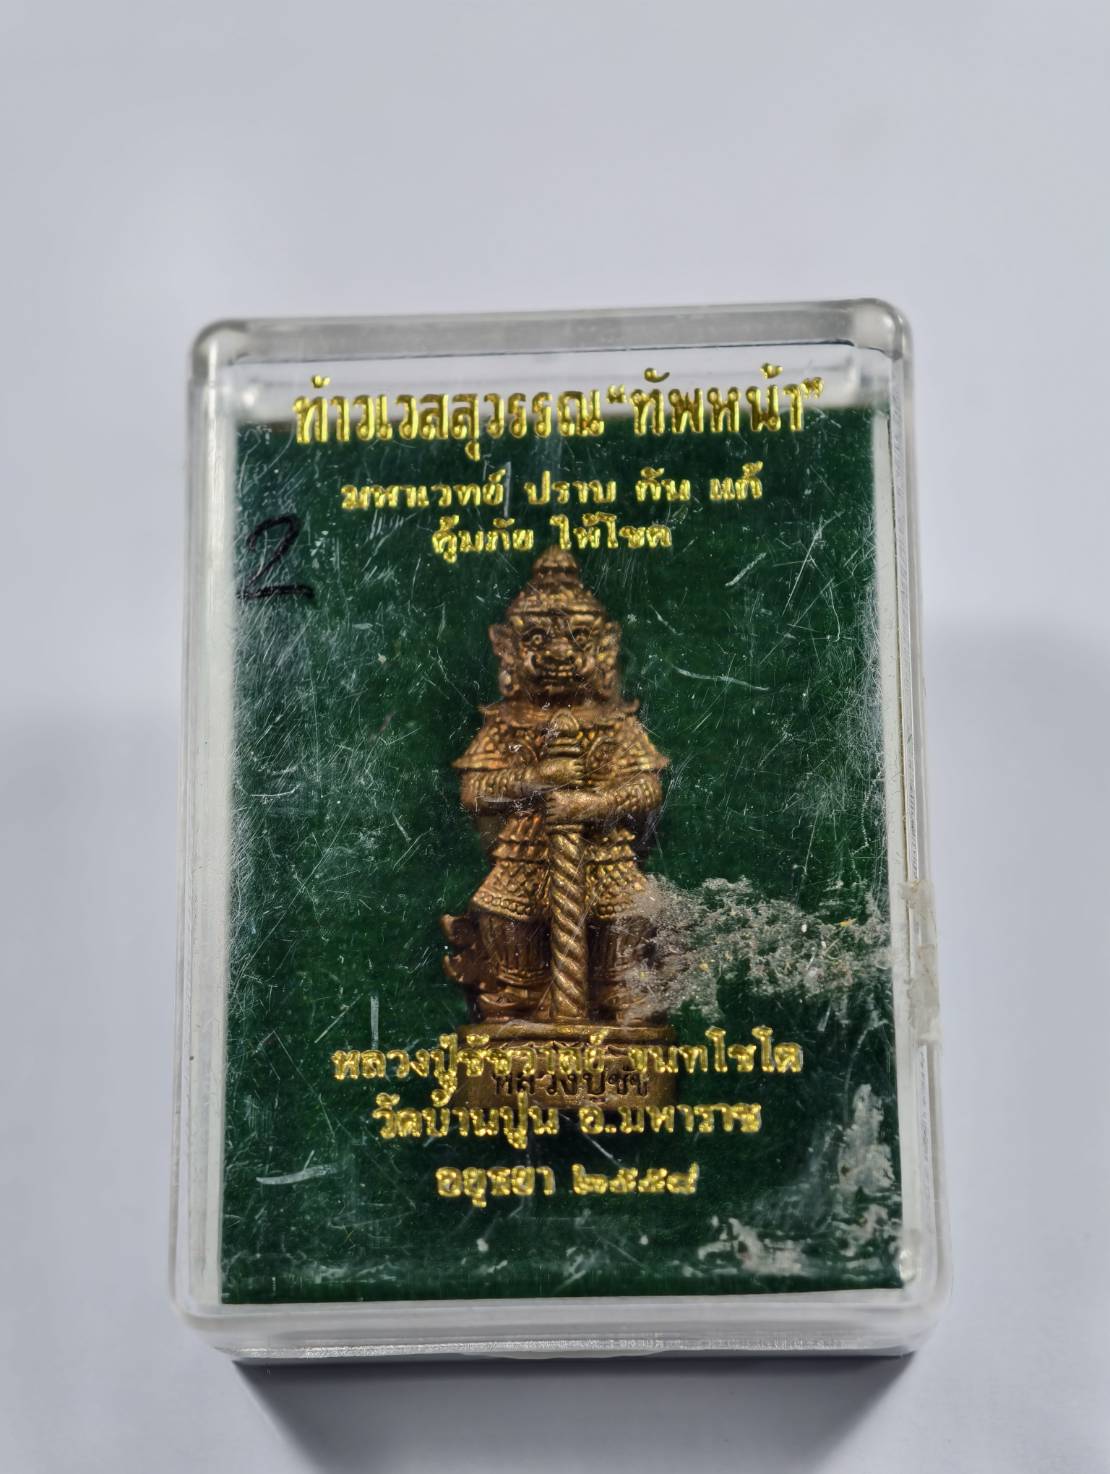 ท้าวเวสสุวรรณ“ทัพหน้า”
มหาเวทย์ ปราบ กัน แก้
คุ้มภัย ให้โชค
2
หลวงปู่ชัชวาลย์ ขนฺทโชโต
หลวงปู่ชัช
วัดบ้านปูน อ.มหาราช
อยุธยา ๒๕๕๘